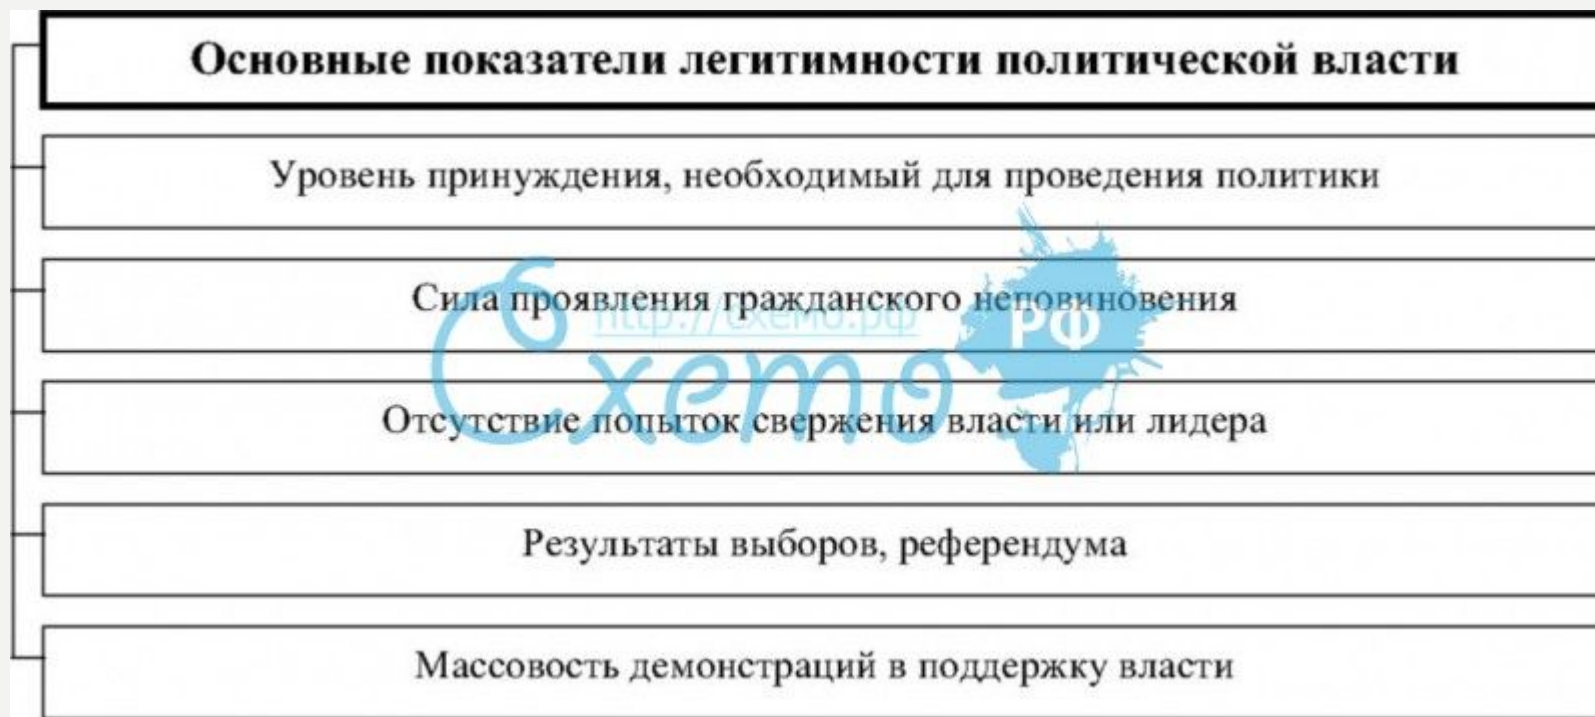 Основные показатели легитимности политической власти
Уровень принуждения, необходимый для проведения политики
Сила проявления гражданского неповиновения
http://схемо.рф
Схемо РФ
Отсутствие попыток свержения власти или лидера
Результаты выборов, референдума
Массовость демонстраций в поддержку власти